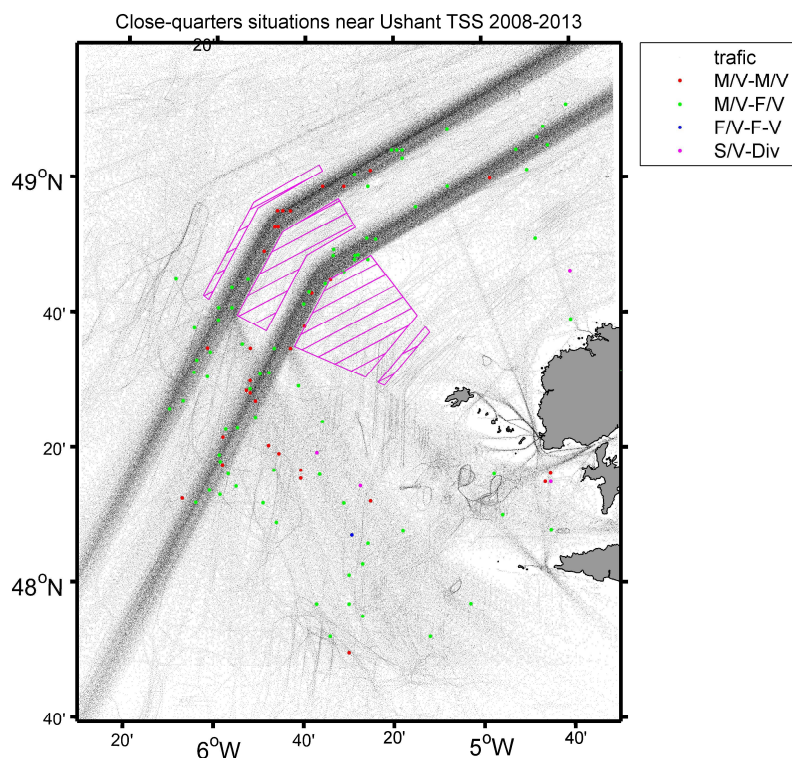 Close-quarters situations near Ushant TSS 2008-2013
20'
trafic
M/V-M/V
M/V-F/V
F/V-F-V
S/V-Div
49°N
40'
20'
48°N
40'
20' 6°W 40' 20' 5°W 40'